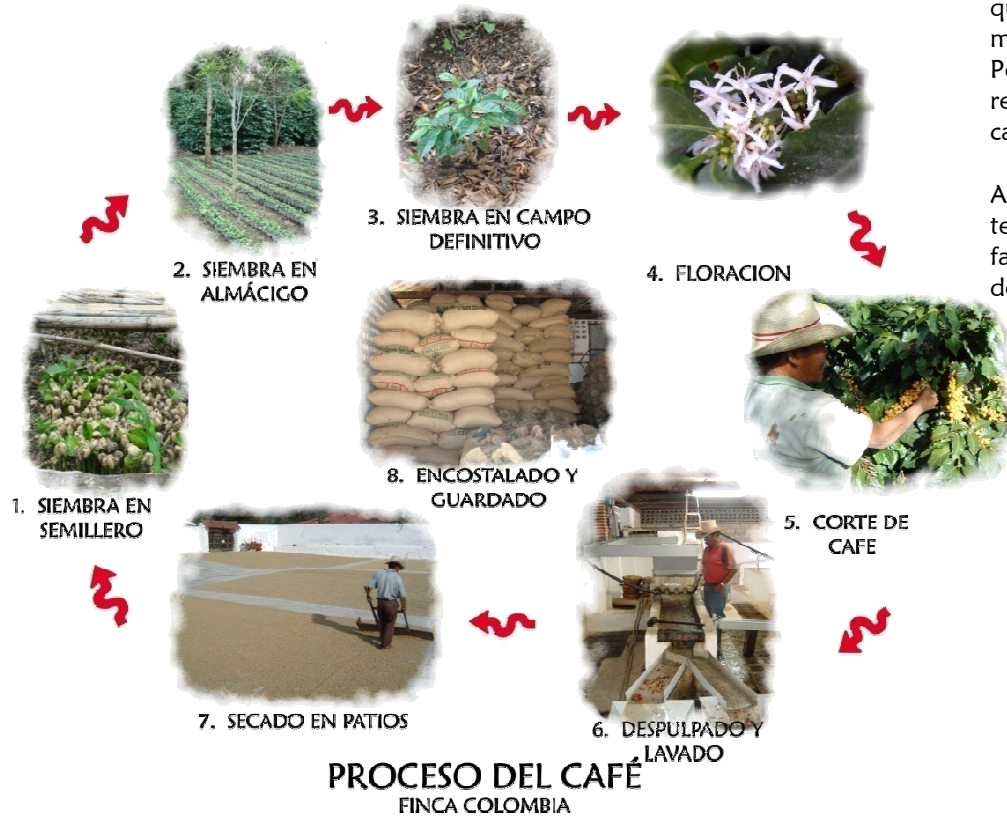 2. SIEMBRA EN
ALMÁCIGO
3. SIEMBRA EN CAMPO
DEFINITIVO
4. FLORACION
1. SIEMBRA EN
SEMILLERO
8. ENCOSTALADO Y
GUARDADO
5. CORTE DE
CAFE
7. SECADO EN PATIOS
6. DESPULPADO Y
LAVADO
PROCESO DEL CAFÉ
FINCA COLOMBIA